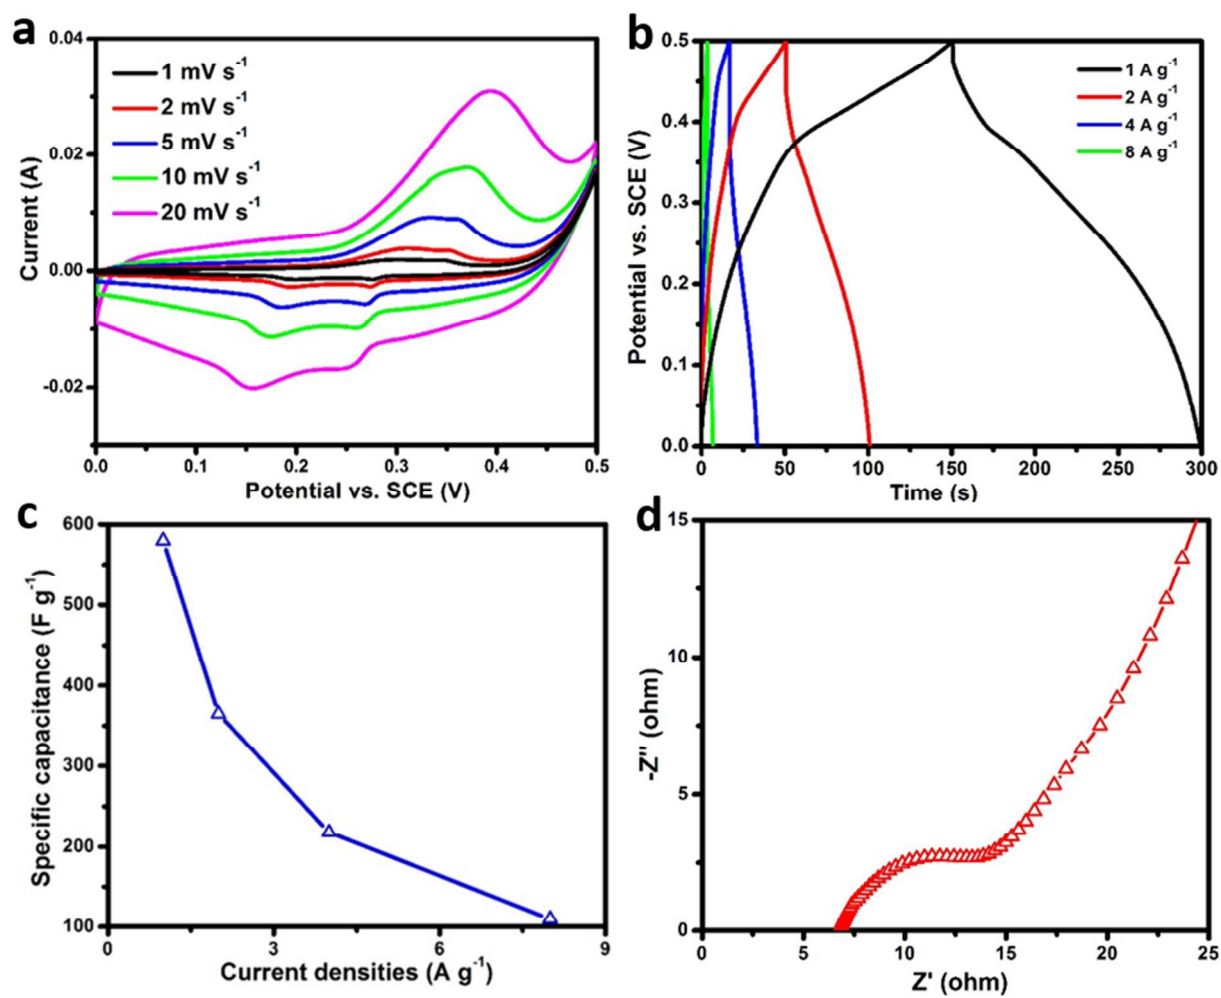 a
0.04
0.02
0.00
-0.02
Current (A)
1 mV s⁻¹
2 mV s⁻¹
5 mV s⁻¹
10 mV s⁻¹
20 mV s⁻¹
0.0 0.1 0.2 0.3 0.4 0.5
Potential vs. SCE (V)
b
0.5
0.4
0.3
0.2
0.1
0.0
Potential vs. SCE (V)
1 A g⁻¹
2 A g⁻¹
4 A g⁻¹
8 A g⁻¹
0 50 100 150 200 250 300
Time (s)
c
600
500
400
300
200
100
Specific capacitance (F g⁻¹)
0 3 6 9
Current densities (A g⁻¹)
d
15
10
5
0
-Z'' (ohm)
0 5 10 15 20 25
Z' (ohm)